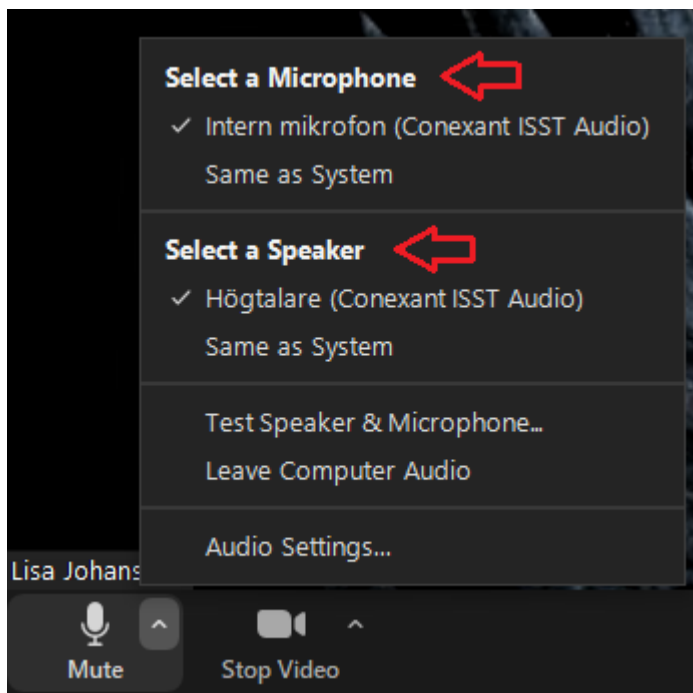 Select a Microphone
Intern mikrofon (Conexant ISST Audio)
Same as System
Select a Speaker
Högtalare (Conexant ISST Audio)
Same as System
Test Speaker & Microphone...
Leave Computer Audio
Audio Settings...
Lisa Johans
Mute
Stop Video